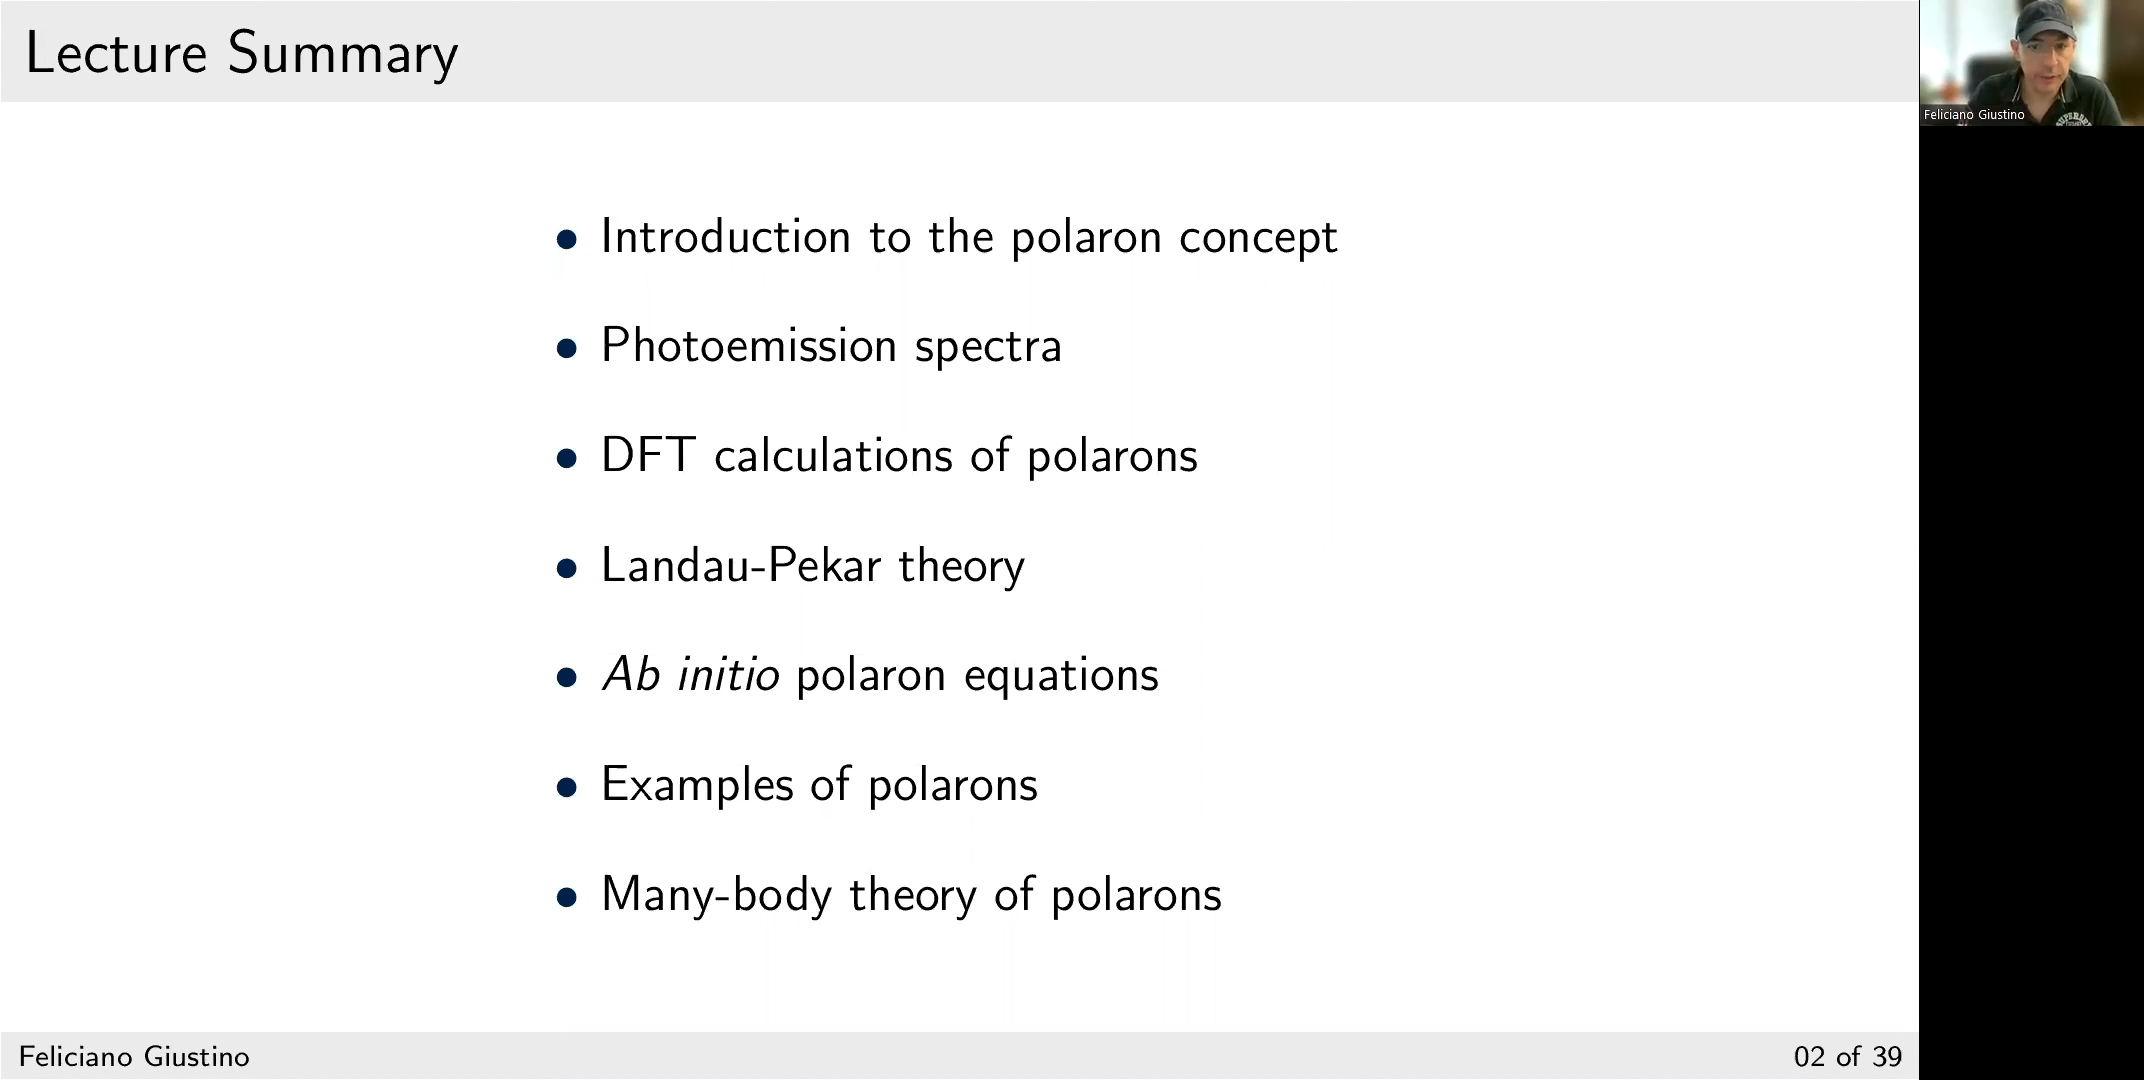 Lecture Summary
Feliciano Giustino
• Introduction to the polaron concept
• Photoemission spectra
• DFT calculations of polarons
• Landau-Pekar theory
• Ab initio polaron equations
• Examples of polarons
• Many-body theory of polarons
Feliciano Giustino
02 of 39